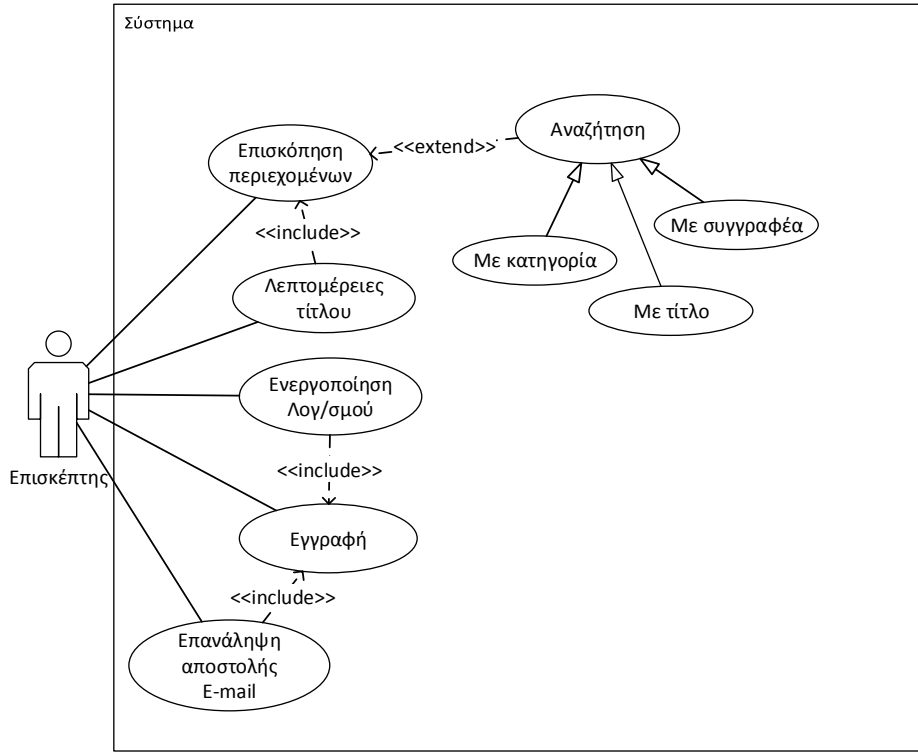 Σύστημα
Αναζήτηση
<<extend>>
Επισκόπηση
περιεχομένων
Με συγγραφέα
<<include>>
Με κατηγορία
Λεπτομέρειες
τίτλου
Με τίτλο
Ενεργοποίηση
Λογ/σμού
Επισκέπτης
<<include>>
Εγγραφή
<<include>>
Επανάληψη
αποστολής
E-mail